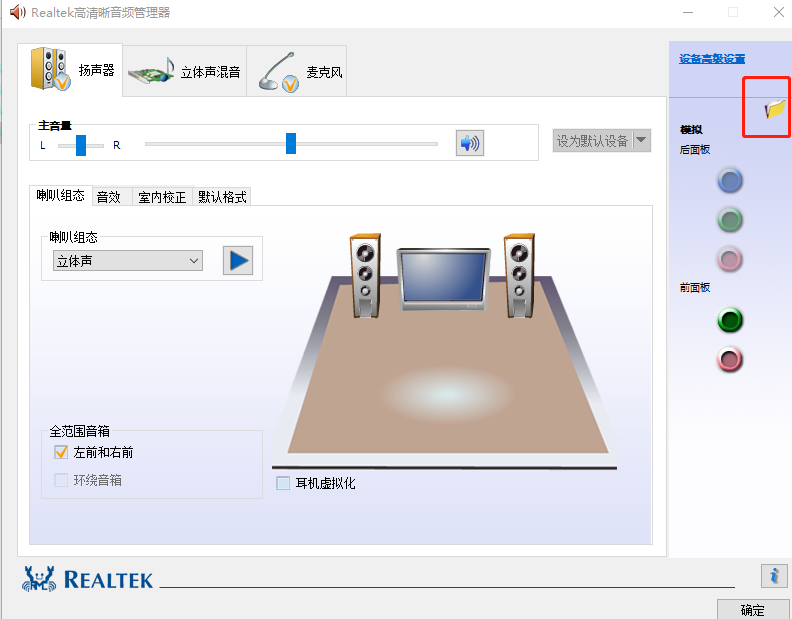 Realtek高清晰音频管理器
扬声器
立体声混音
麦克风
设备高级设置
主音量
L
R
设为默认设备
模拟
后面板
喇叭组态
音效
室内校正
默认格式
喇叭组态
立体声
前面板
全范围音箱
左前和右前
环绕音箱
耳机虚拟化
REALTEK
确定